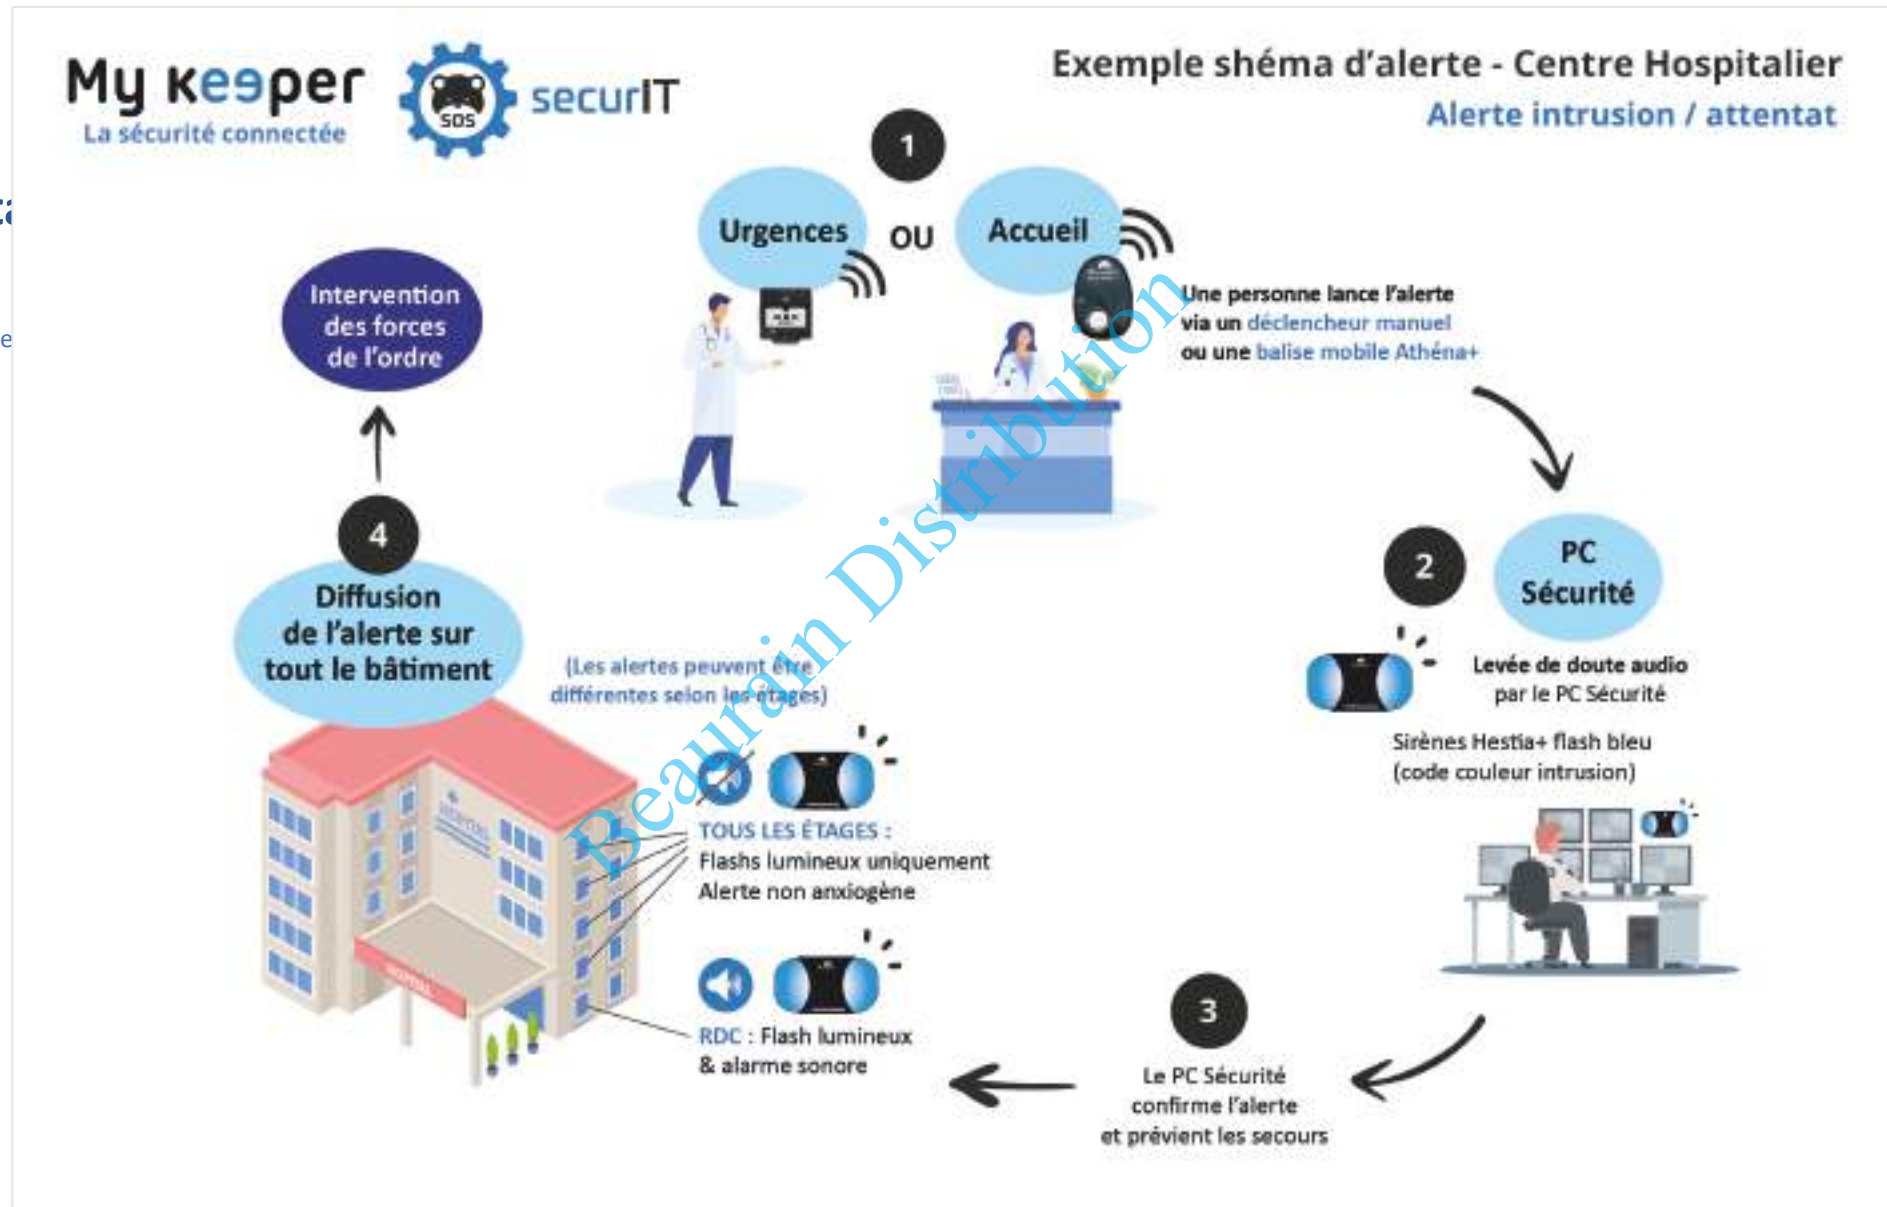 My keeper
La sécurité connectée
SOS
securIT
Exemple shéma d'alerte - Centre Hospitalier
Alerte intrusion / attentat
1
Urgences
OU
Accueil
Une personne lance l'alerte
via un déclencheur manuel
ou une balise mobile Athéna+
2
PC
Sécurité
Levée de doute audio
par le PC Sécurité
Sirènes Hestia+ flash bleu
(code couleur intrusion)
3
Le PC Sécurité
confirme l'alerte
et prévient les secours
Intervention
des forces
de l'ordre
4
Diffusion
de l'alerte sur
tout le bâtiment
(Les alertes peuvent être
différentes selon les étages)
TOUS LES ÉTAGES :
Flashs lumineux uniquement
Alerte non anxiogène
RDC : Flash lumineux
& alarme sonore
HOSPITAL
Beaurain Distribution